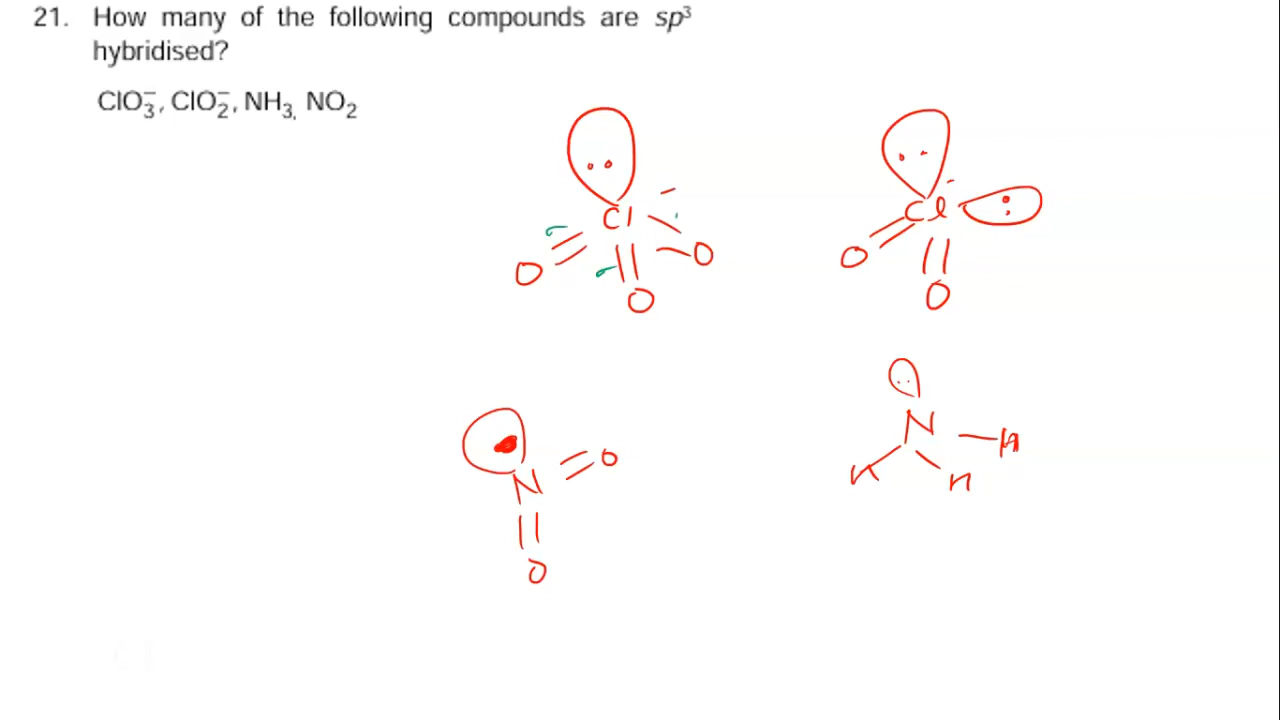 21. How many of the following compounds are sp³
hybridised?
ClO₃⁻, ClO₂⁻, NH₃, NO₂
Cl
O
O
O
Cl
O
O
N
O
O
N
H
H
H